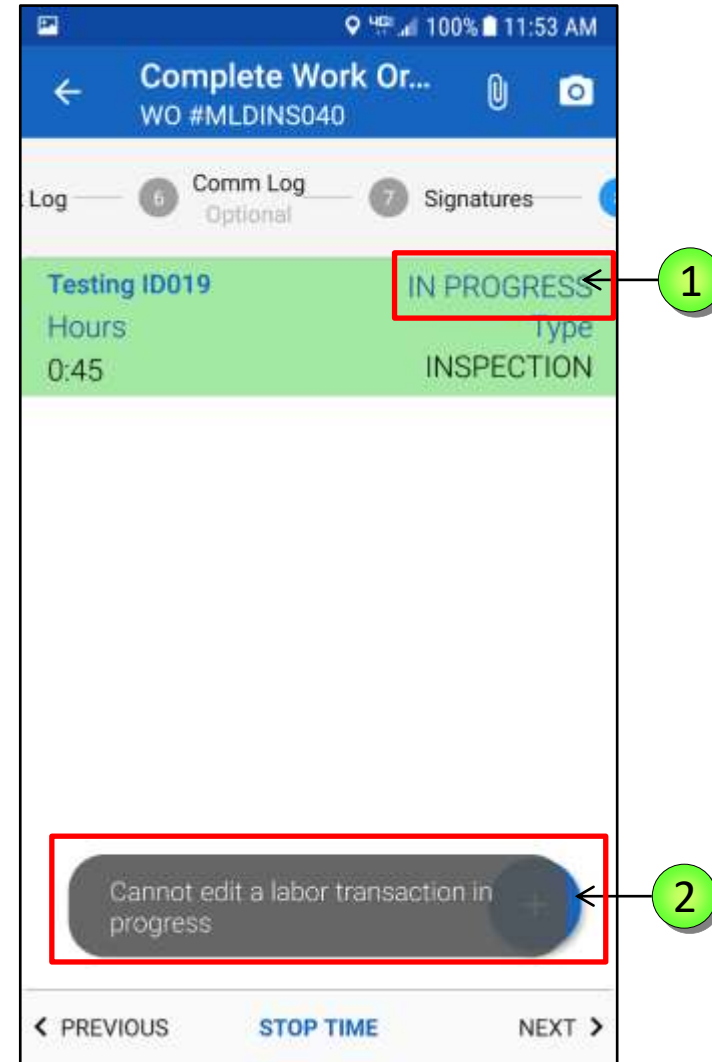 100% 11:53 AM
Complete Work Or...
WO #MLDINS040
Log 6 Comm Log 7 Signatures
Optional
Testing ID019 IN PROGRESS
Hours Type
0:45 INSPECTION
1
Cannot edit a labor transaction in
progress
+
2
PREVIOUS STOP TIME NEXT